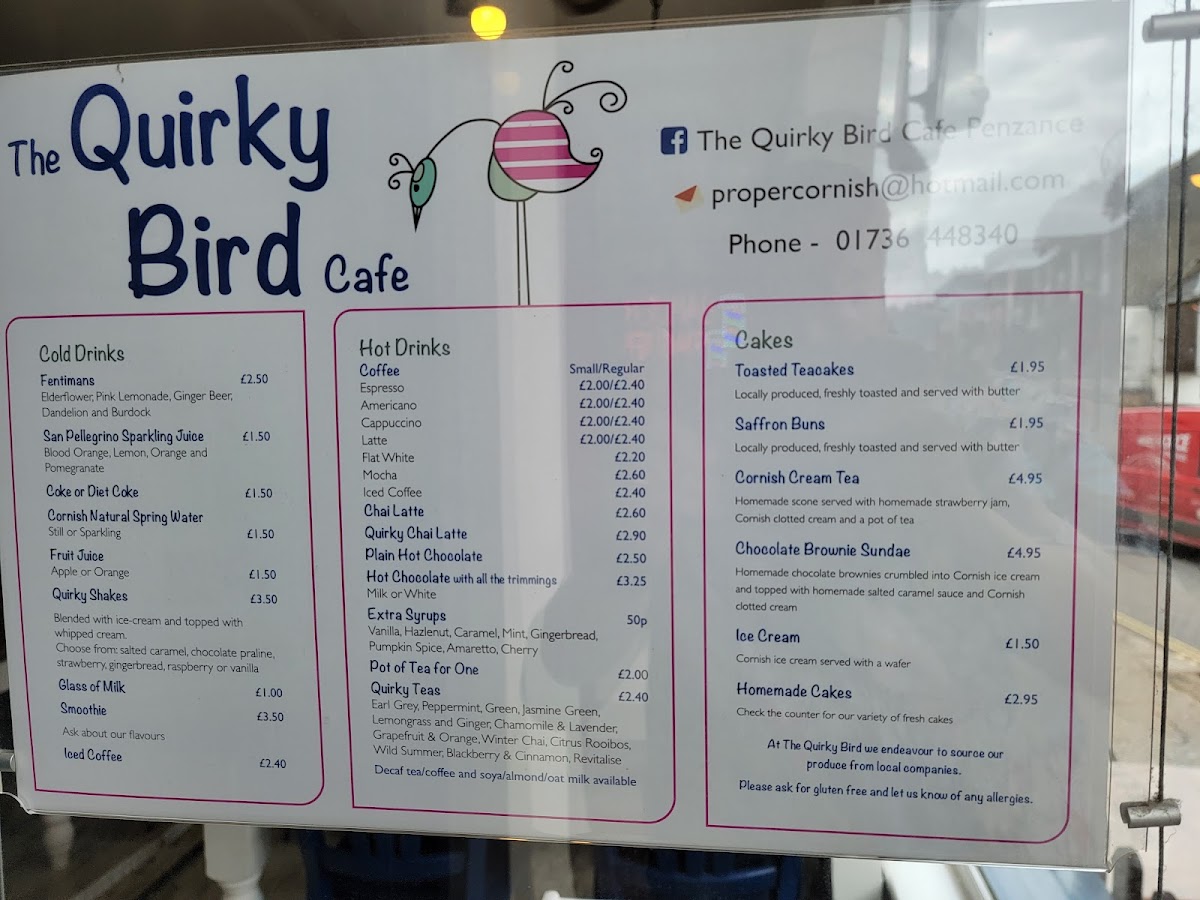 The Quirky
Bird Cafe
The Quirky Bird Cafe Penzance
propercornish@hotmail.com
Phone - 01736 448340
Cold Drinks
Fentimans £2.50
Elderflower, Pink Lemonade, Ginger Beer,
Dandelion and Burdock
San Pellegrino Sparkling Juice £1.50
Blood Orange, Lemon, Orange and
Pomegranate
Coke or Diet Coke £1.50
Cornish Natural Spring Water
Still or Sparkling £1.50
Fruit Juice
Apple or Orange £1.50
Quirky Shakes £3.50
Blended with ice-cream and topped with
whipped cream.
Choose from: salted caramel, chocolate praline,
strawberry, gingerbread, raspberry or vanilla
Glass of Milk £1.00
Smoothie £3.50
Ask about our flavours
Iced Coffee £2.40
Hot Drinks
Coffee Small/Regular
Espresso £2.00/£2.40
Americano £2.00/£2.40
Cappuccino £2.00/£2.40
Latte £2.00/£2.40
Flat White £2.20
Mocha £2.60
Iced Coffee £2.40
Chai Latte £2.60
Quirky Chai Latte £2.90
Plain Hot Chocolate £2.50
Hot Chocolate with all the trimmings £3.25
Milk or White
Extra Syrups 50p
Vanilla, Hazlenut, Caramel, Mint, Gingerbread,
Pumpkin Spice, Amaretto, Cherry
Pot of Tea for One £2.00
Quirky Teas £2.40
Earl Grey, Peppermint, Green, Jasmine Green,
Lemongrass and Ginger, Chamomile & Lavender,
Grapefruit & Orange, Winter Chai, Citrus Rooibos,
Wild Summer, Blackberry & Cinnamon, Revitalise
Decaf tea/coffee and soya/almond/oat milk available
Cakes
Toasted Teacakes £1.95
Locally produced, freshly toasted and served with butter
Saffron Buns £1.95
Locally produced, freshly toasted and served with butter
Cornish Cream Tea £4.95
Homemade scone served with homemade strawberry jam,
Cornish clotted cream and a pot of tea
Chocolate Brownie Sundae £4.95
Homemade chocolate brownies crumbled into Cornish ice cream
and topped with homemade salted caramel sauce and Cornish
clotted cream
Ice Cream £1.50
Cornish ice cream served with a wafer
Homemade Cakes £2.95
Check the counter for our variety of fresh cakes
At The Quirky Bird we endeavour to source our
produce from local companies.
Please ask for gluten free and let us know of any allergies.